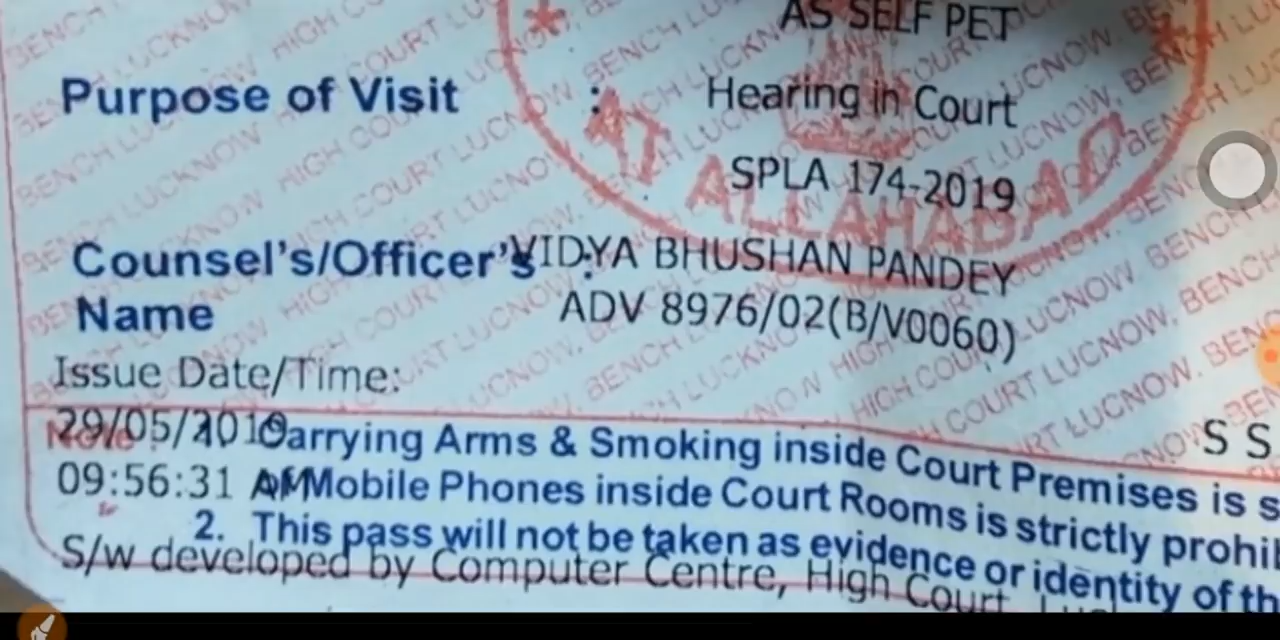 AS SELF PET
Purpose of Visit : Hearing in Court
SPLA 174-2019
Counsel's/Officer's : VIDYA BHUSHAN PANDEY
Name ADV 8976/02(B/V0060)
Issue Date/Time:
S S
29/05/2019 Carrying Arms & Smoking inside Court Premises is s
09:56:31 AM Mobile Phones inside Court Rooms is strictly prohib
2. This pass will not be taken as evidence or identity of th
S/w developed by Computer Centre, High Court,
AT ALLAHABAD
BENCH LUCKNOW. HIGH COURT LUCNOW.